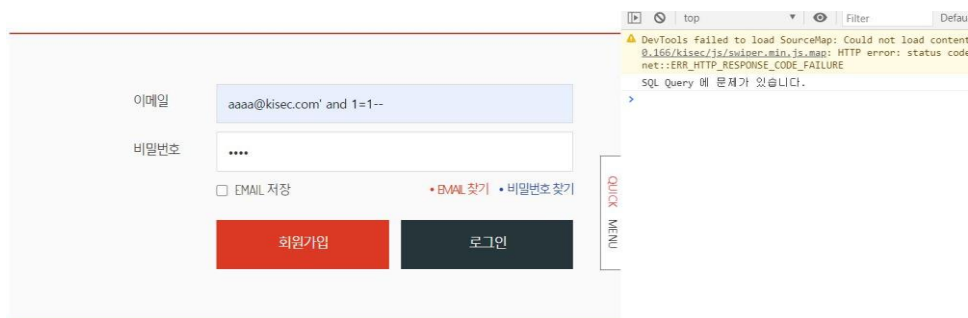 top
Filter
Defau
DevTools failed to load SourceMap: Could not load content
0.166/kisec/js/swiper.min.js.map: HTTP error: status code
net::ERR_HTTP_RESPONSE_CODE_FAILURE
SQL Query 에 문제가 있습니다.
이메일
aaaa@kisec.com' and 1=1--
비밀번호
••••
EMAIL 저장
• EMAIL 찾기 • 비밀번호 찾기
회원가입
로그인
QUICK MENU